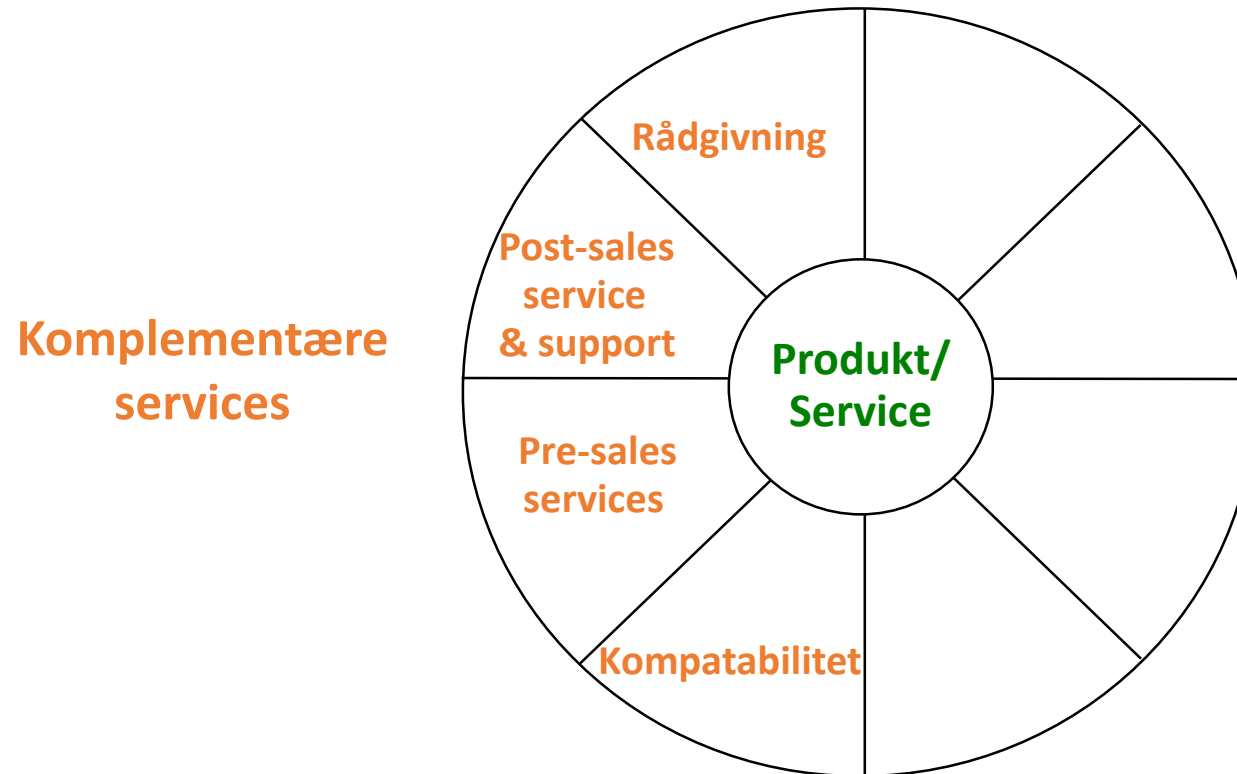 Komplementære
services
Rådgivning
Post-sales
service
& support
Pre-sales
services
Kompatabilitet
Produkt/
Service